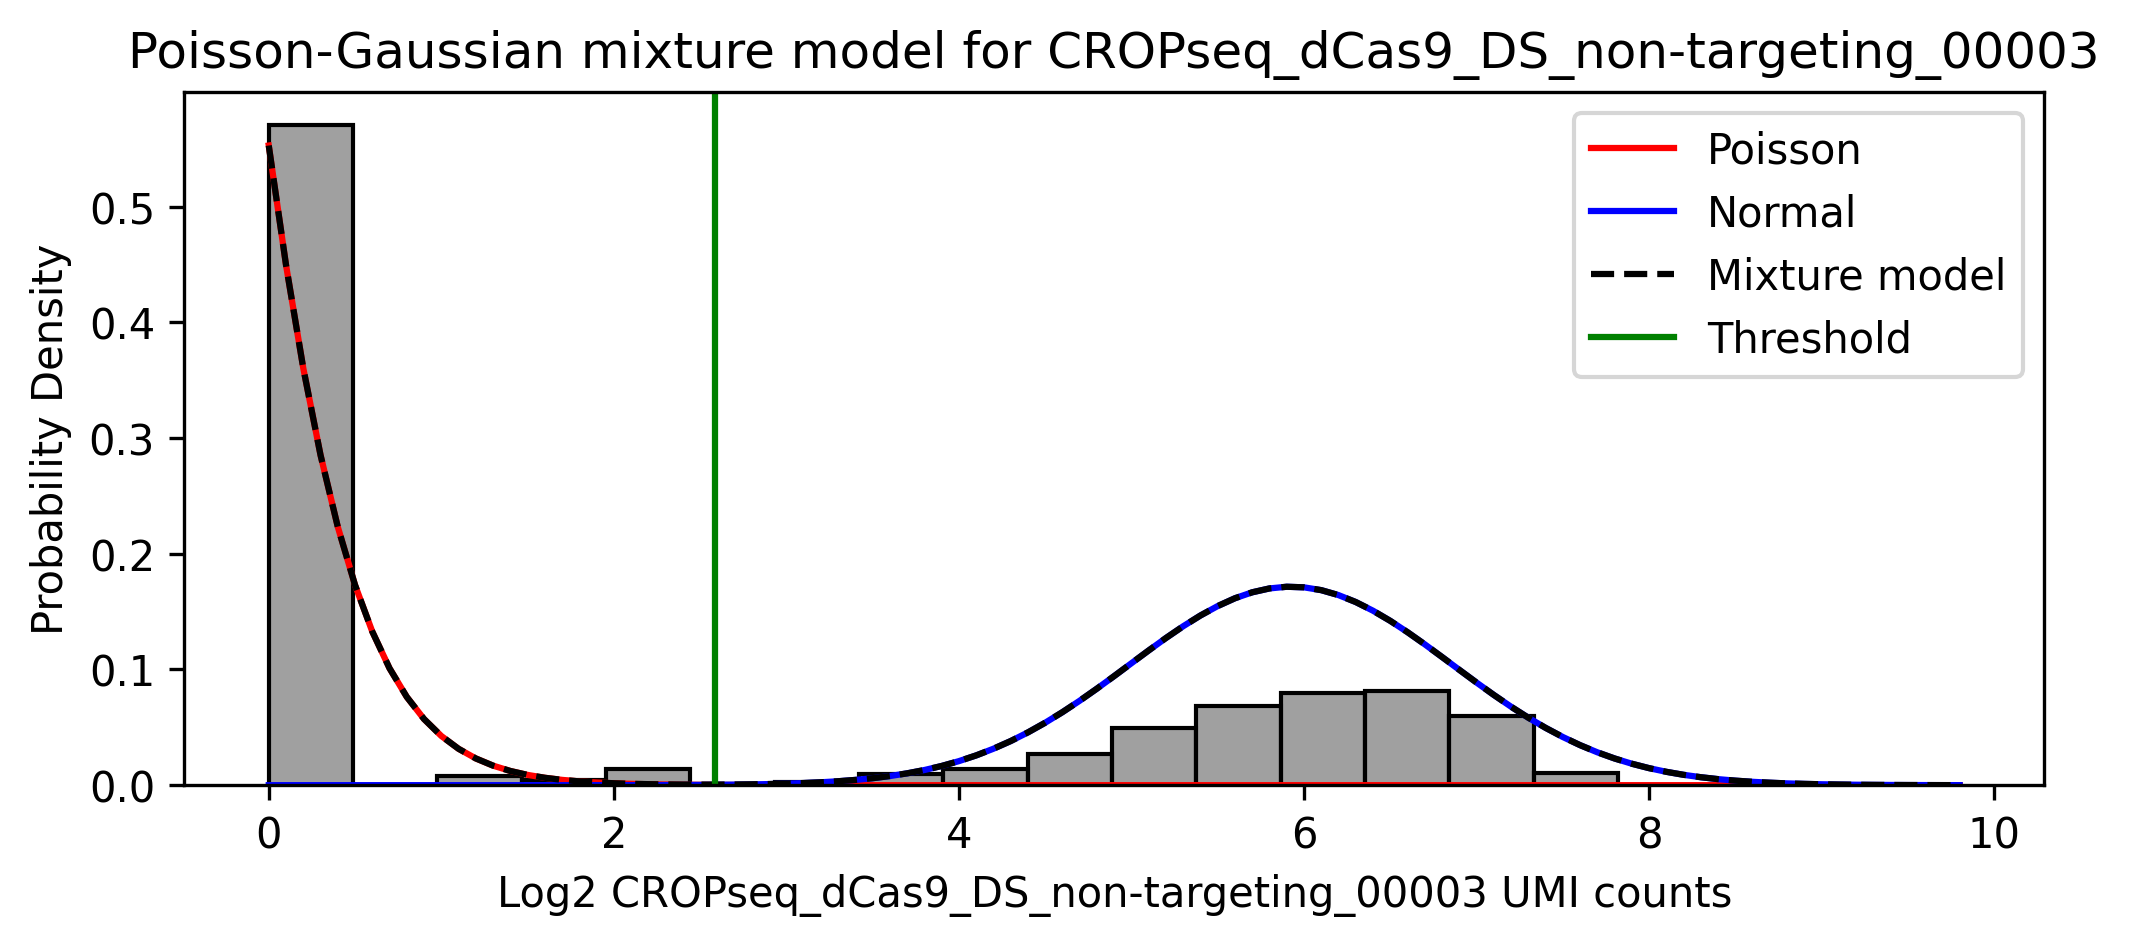 Poisson-Gaussian mixture model for CROPseq_dCas9_DS_non-targeting_00003
Poisson
Normal
Mixture model
Threshold
Probability Density
0.5
0.4
0.3
0.2
0.1
0.0
0 2 4 6 8 10
Log2 CROPseq_dCas9_DS_non-targeting_00003 UMI counts